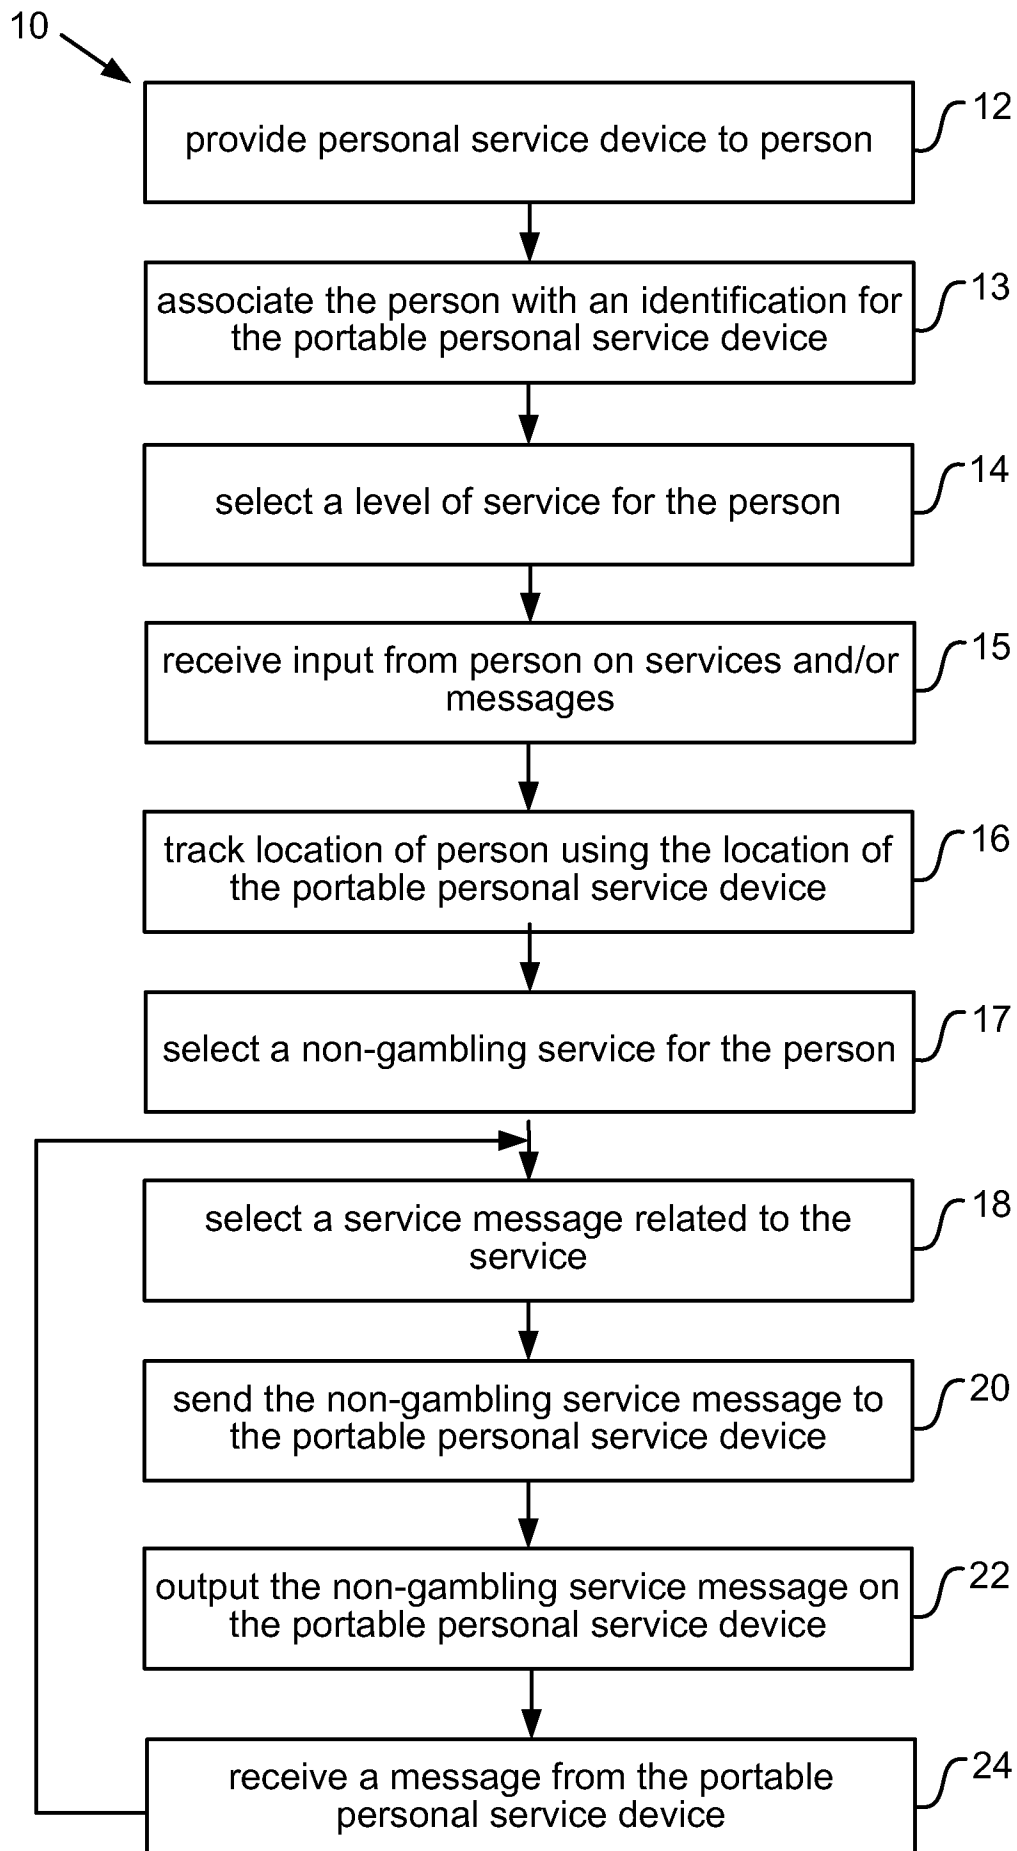 10
provide personal service device to person
12
associate the person with an identification for
the portable personal service device
13
select a level of service for the person
14
receive input from person on services and/or
messages
15
track location of person using the location of
the portable personal service device
16
select a non-gambling service for the person
17
select a service message related to the
service
18
send the non-gambling service message to
the portable personal service device
20
output the non-gambling service message on
the portable personal service device
22
receive a message from the portable
personal service device
24